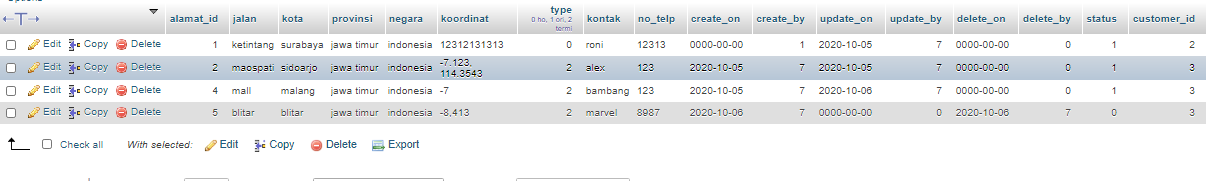 ←T→ alamat_id jalan kota provinsi negara koordinat type kontak no_telp create_on create_by update_on update_by delete_on delete_by status customer_id
0 ho, 1 ori, 2
termi
Edit Copy Delete 1 ketintang surabaya jawa timur indonesia 12312131313 0 roni 12313 0000-00-00 1 2020-10-05 7 0000-00-00 0 1 2
Edit Copy Delete 2 maospati sidoarjo jawa timur indonesia -7.123, 114.3543 2 alex 123 2020-10-05 7 2020-10-05 7 0000-00-00 0 1 3
Edit Copy Delete 4 mall malang jawa timur indonesia -7 2 bambang 123 2020-10-05 7 2020-10-06 7 0000-00-00 0 1 3
Edit Copy Delete 5 blitar blitar jawa timur indonesia -8,413 2 marvel 8987 2020-10-06 7 0000-00-00 0 2020-10-06 7 0 3
Check all With selected: Edit Copy Delete Export